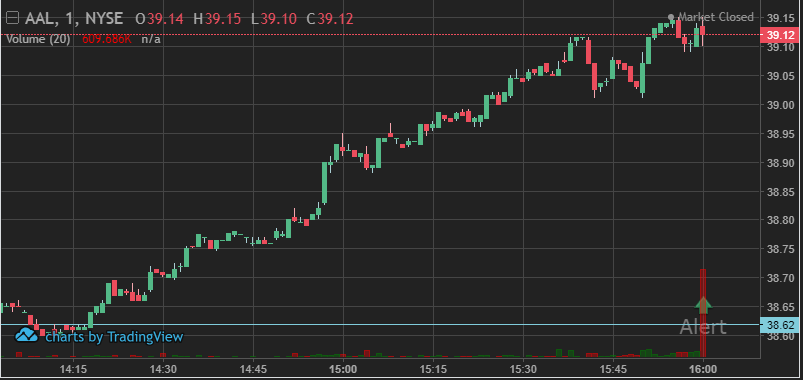 AAL, 1, NYSE O39.14 H39.15 L39.10 C39.12
Market Closed
Volume (20) 609.686K n/a
39.15
39.12
39.10
39.05
39.00
38.95
38.90
38.85
38.80
38.75
38.70
38.65
38.62
38.60
Alert
charts by TradingView
14:15 14:30 14:45 15:00 15:15 15:30 15:45 16:00